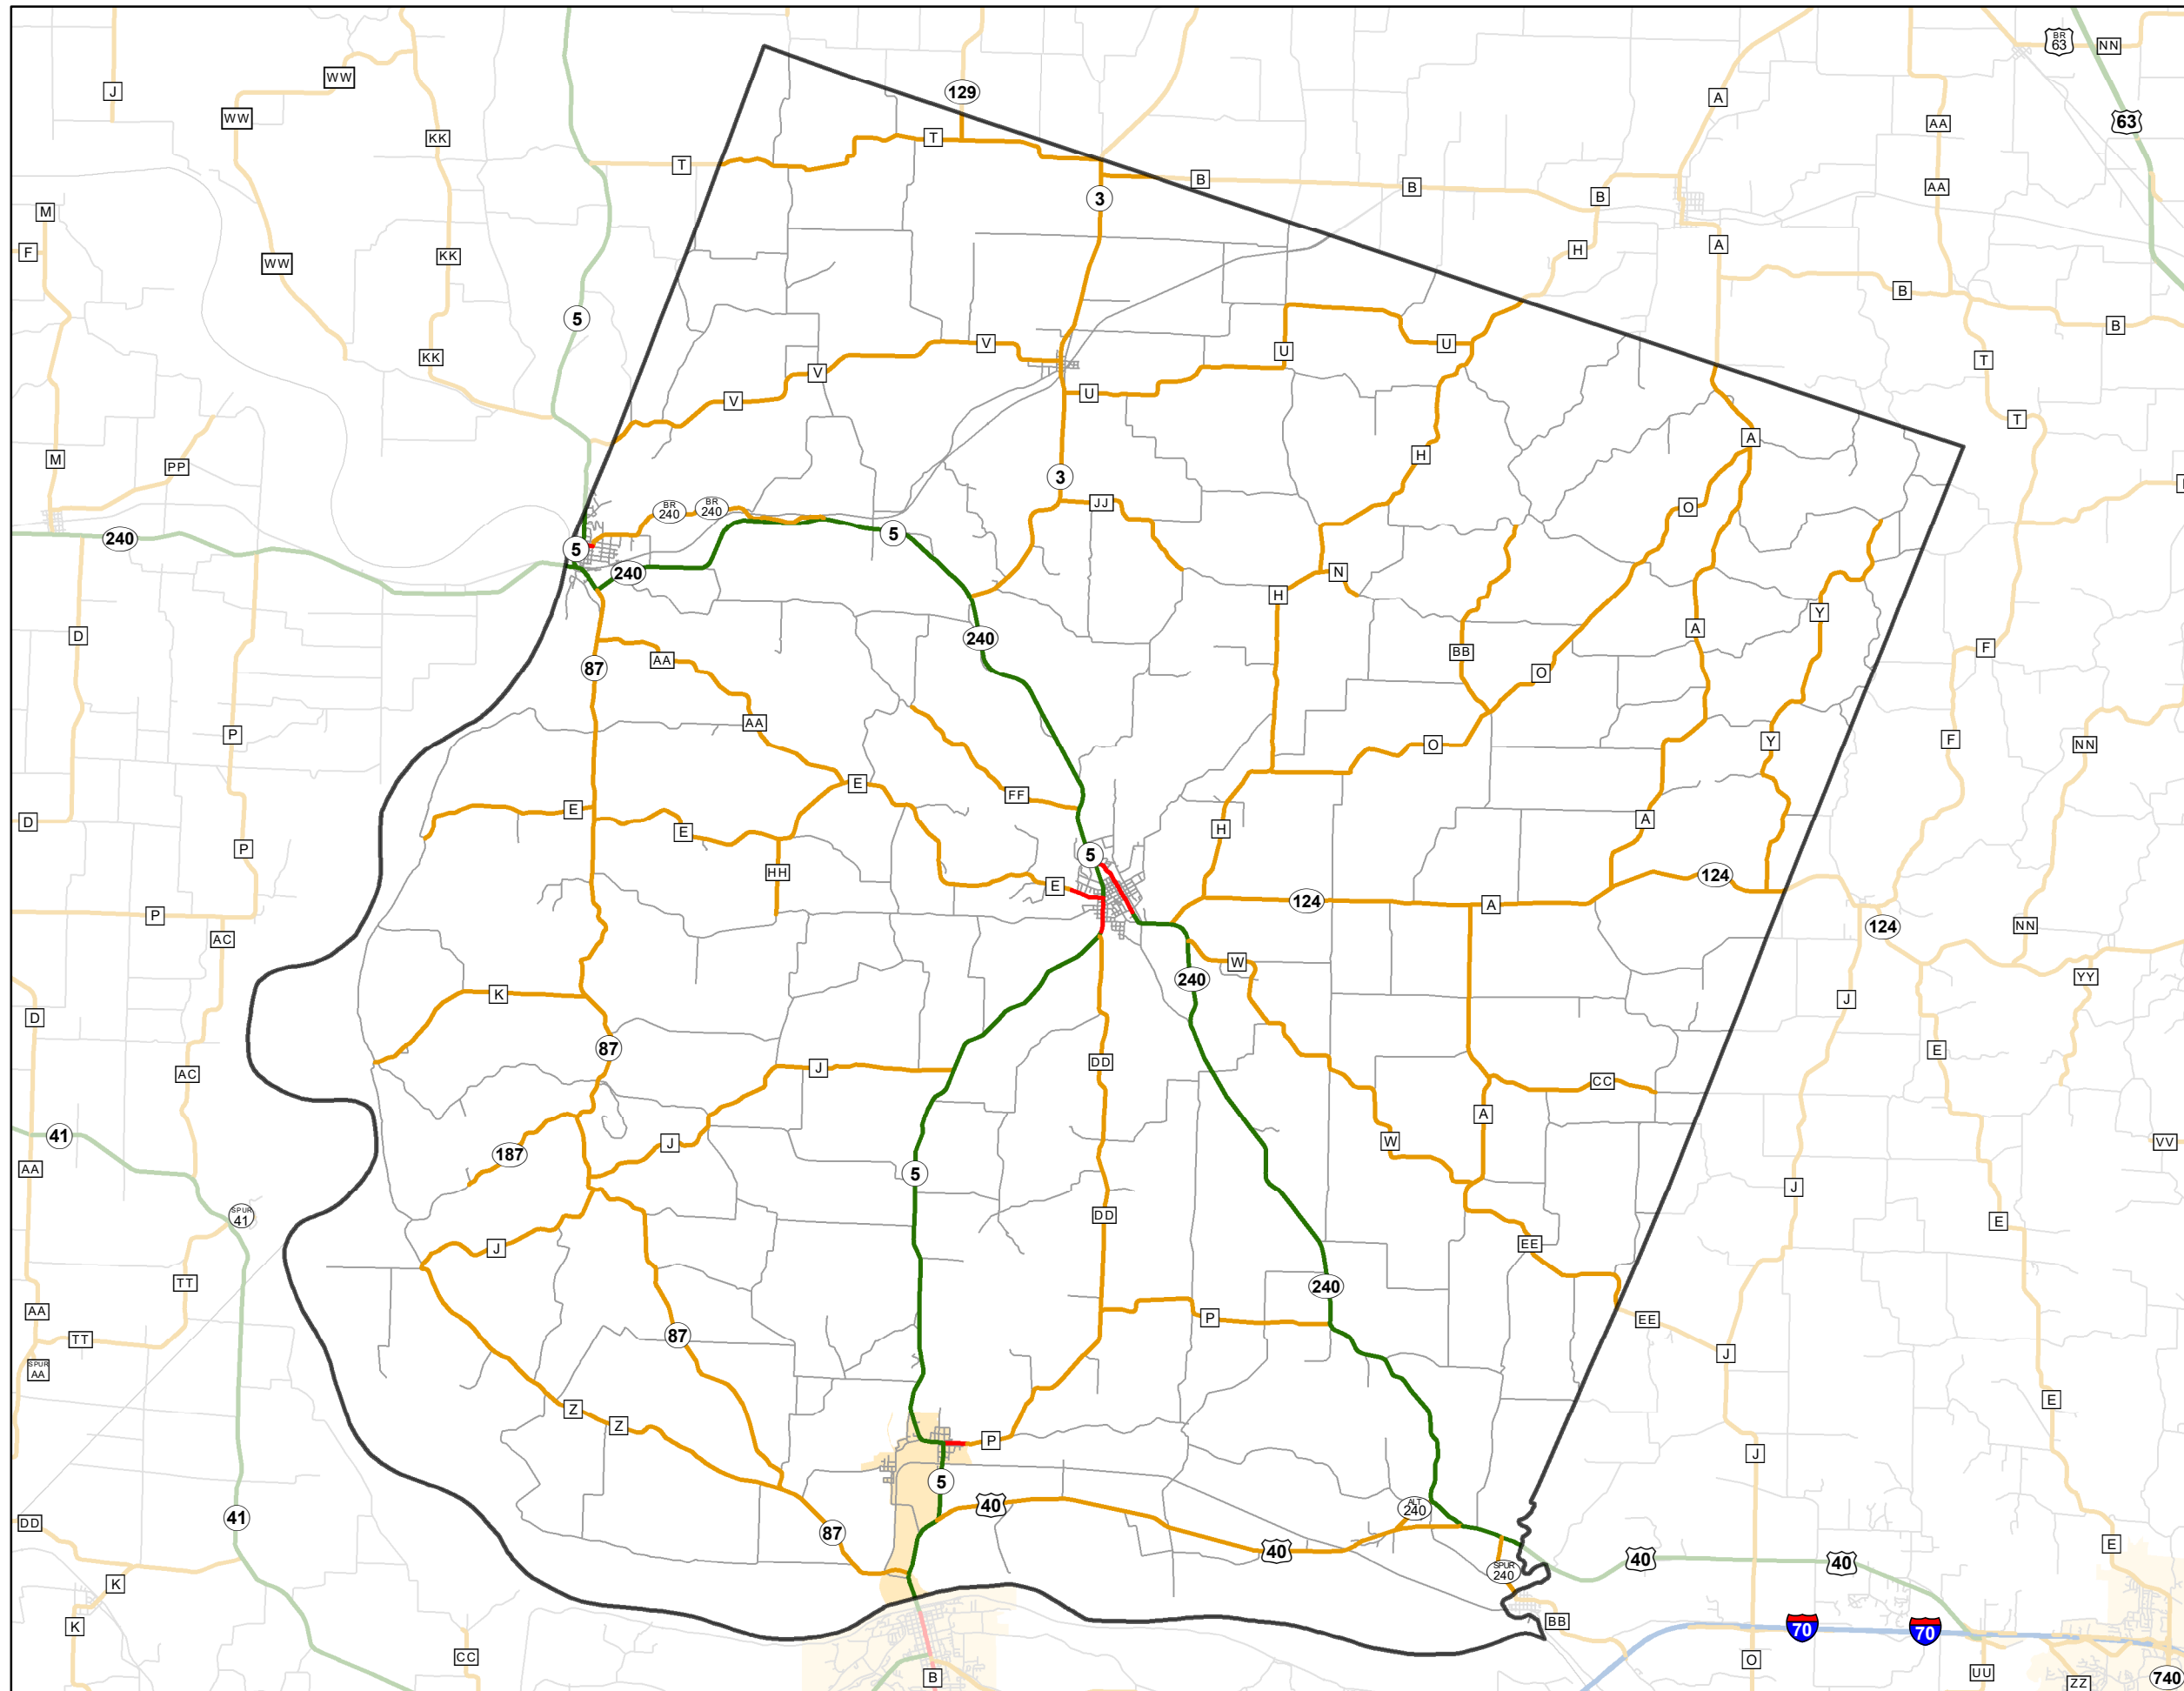 BR
63
NN
WW
J
129
A
WW
63
AA
KK
T
T
B
B
AA
3
B
M
A
F
H
KK
WW
B
5
B
V
U
U
KK
T
V
U
V
T
A
H
M
PP
3
JJ
O
BR
240
BR
240
5
240
5
240
N
H
Y
A
D
240
F
BB
AA
87
O
AA
P
F
Y
O
NN
E
FF
E
D
A
H
E
P
5
HH
124
E
124
A
P
124
NN
AC
W
YY
240
K
J
D
87
E
DD
J
AC
CC
A
41
W
J
VV
187
AA
5
J
SPUR
41
DD
E
EE
J
TT
240
AA
P
EE
87
TT
J
SPUR
AA
E
Z
Z
P
J
5
40
ALT
240
41
DD
87
E
40
40
40
SPUR
240
K
BB
K
70
70
CC
O
UU
B
ZZ
740